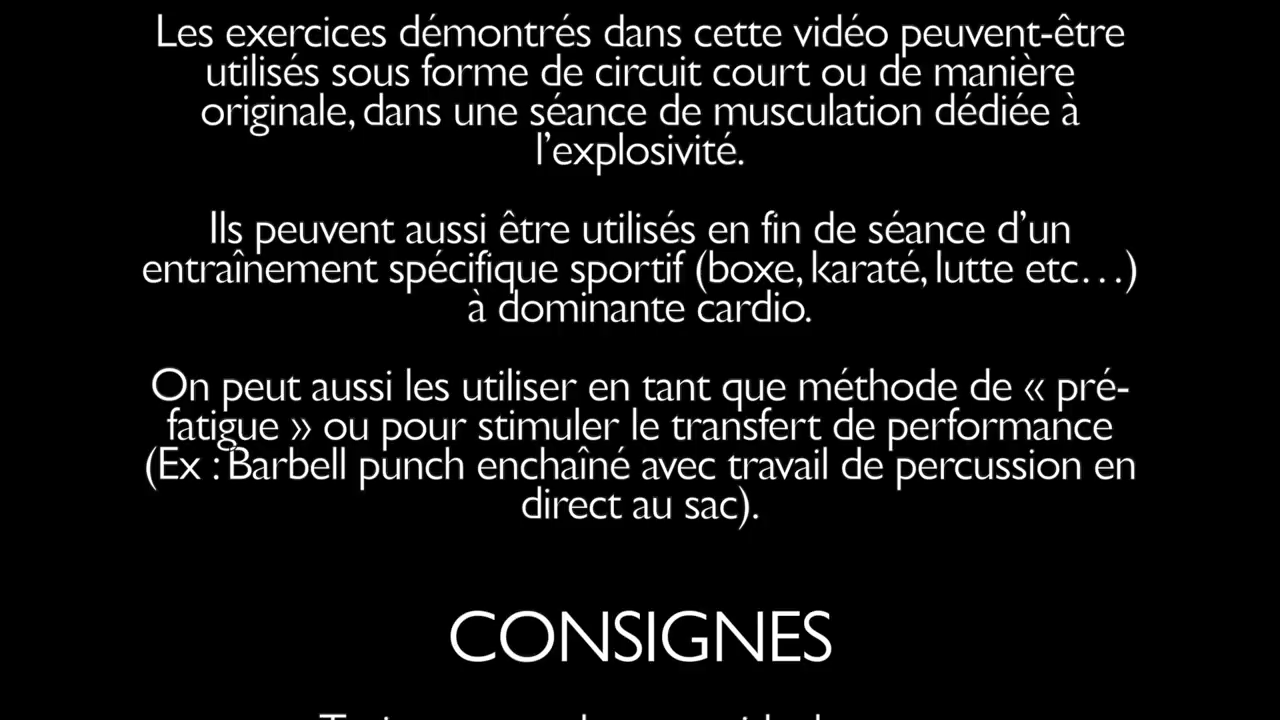 Les exercices démontrés dans cette vidéo peuvent-être
utilisés sous forme de circuit court ou de manière
originale, dans une séance de musculation dédiée à
l’explosivité.
Ils peuvent aussi être utilisés en fin de séance d’un
entraînement spécifique sportif (boxe, karaté, lutte etc…)
à dominante cardio.
On peut aussi les utiliser en tant que méthode de « pré-
fatigue » ou pour stimuler le transfert de performance
(Ex : Barbell punch enchaîné avec travail de percussion en
direct au sac).
CONSIGNES